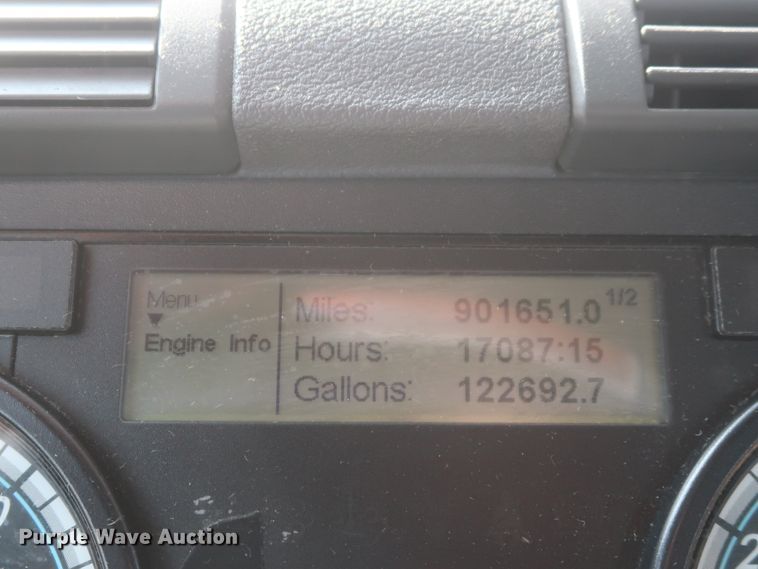 Menu
Miles: 901651.0 1/2
Engine Info
Hours: 17087:15
Gallons: 122692.7
Purple Wave Auction